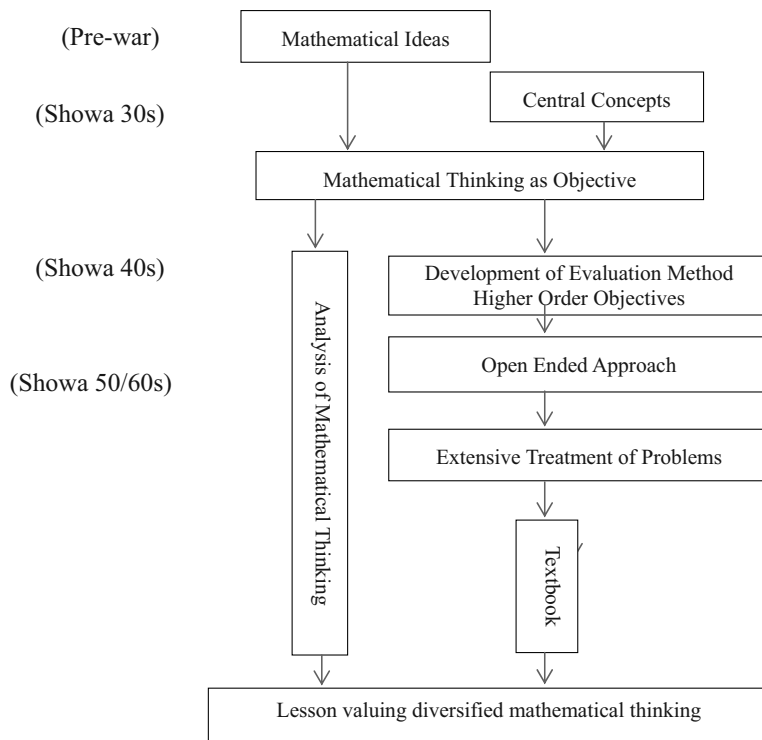 (Pre-war)
Mathematical Ideas
Central Concepts
(Showa 30s)
Mathematical Thinking as Objective
(Showa 40s)
Development of Evaluation Method
Higher Order Objectives
Analysis of Mathematical Thinking
Open Ended Approach
(Showa 50/60s)
Extensive Treatment of Problems
Textbook
Lesson valuing diversified mathematical thinking